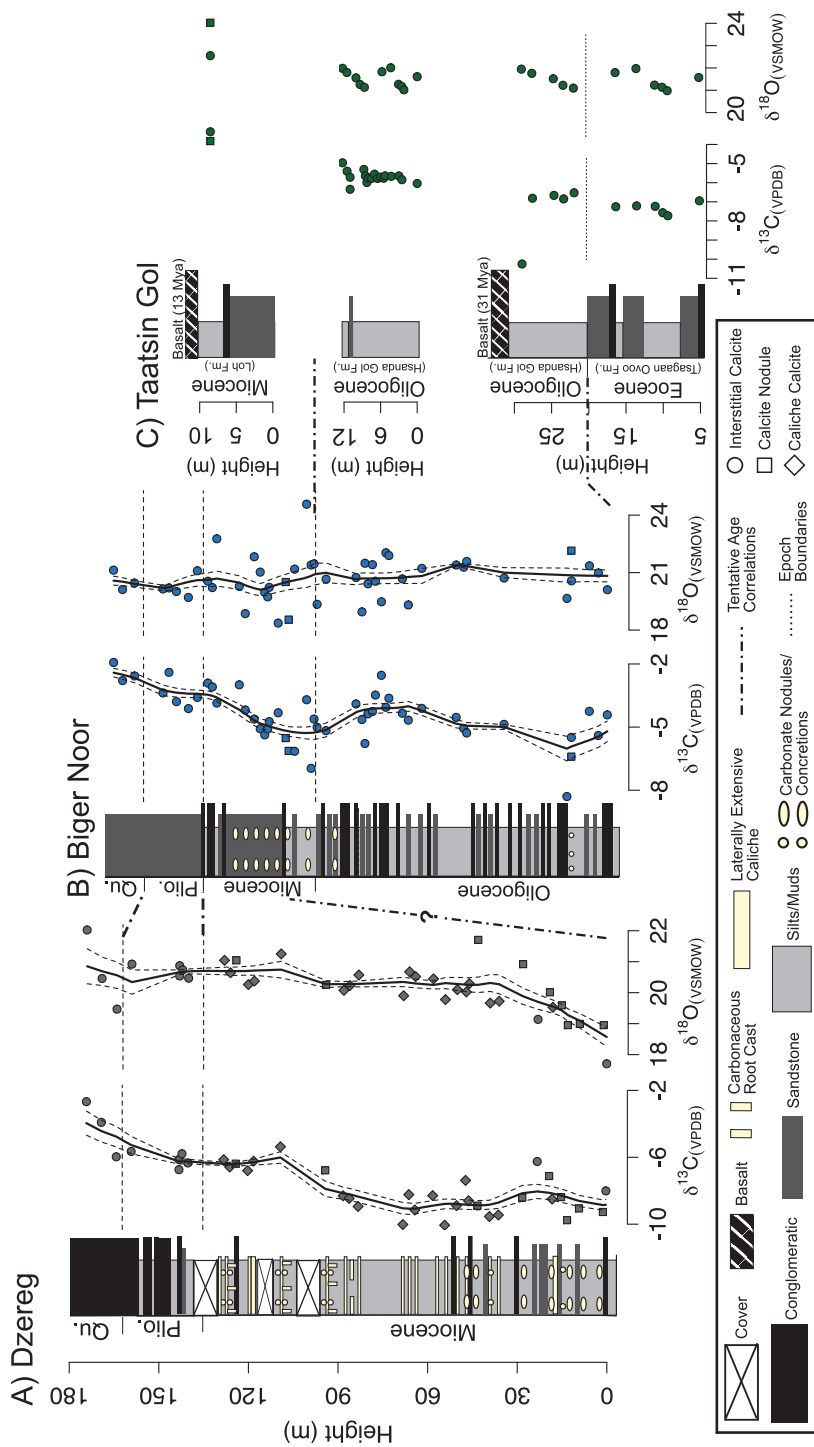 A) Dzereg
Height (m)
180
150
120
90
60
30
0
Qu.
Plio.
Miocene
-10
-6
-2
δ13C(VPDB)
18
20
22
δ18O(VSMOW)
?
B) Biger Noor
Qu.
Plio.
Miocene
Oligocene
-8
-5
-2
δ13C(VPDB)
18
21
24
δ18O(VSMOW)
C) Taatsin Gol
Height (m)
10
5
0
Miocene
(Loh Fm.)
Basalt (13 Mya)
Height (m)
12
6
0
Oligocene
(Hsanda Gol Fm.)
Height (m)
25
15
5
Oligocene
(Hsanda Gol Fm.)
Eocene
(Tsagaan Ovoo Fm.)
Basalt (31 Mya)
-11
-8
-5
δ13C(VPDB)
20
24
δ18O(VSMOW)
Cover
Basalt
Carbonaceous
Root Cast
Laterally Extensive
Caliche
Tentative Age
Correlations
Interstitial Calcite
Calcite Nodule
Caliche Calcite
Conglomeratic
Sandstone
Silts/Muds
Carbonate Nodules/
Concretions
Epoch
Boundaries